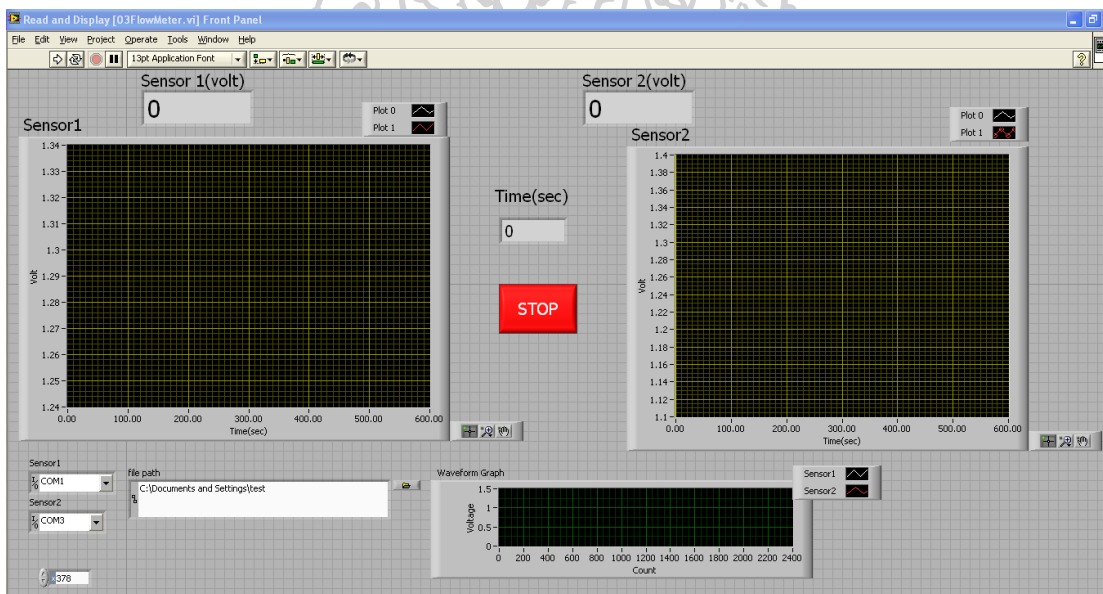 Read and Display [03FlowMeter.vi] Front Panel
File Edit View Project Operate Tools Window Help
13pt Application Font
?
Sensor 1(volt)
0
Sensor 2(volt)
0
Sensor1
Plot 0
Plot 1
1.34
1.33
1.32
1.31
1.3
1.29
1.28
1.27
1.26
1.25
1.24
Volt
0.00 100.00 200.00 300.00 400.00 500.00 600.00
Time(sec)
Time(sec)
0
STOP
Sensor2
Plot 0
Plot 1
1.4
1.38
1.36
1.34
1.32
1.3
1.28
1.26
1.24
1.22
1.2
1.18
1.16
1.14
1.12
1.1
Volt
0.00 100.00 200.00 300.00 400.00 500.00 600.00
Time(sec)
Sensor1
COM1
Sensor2
COM3
file path
C:\Documents and Settings\test
x378
Waveform Graph
Sensor1
Sensor2
1.5
1
0.5
0
Voltage
0 200 400 600 800 1000 1200 1400 1600 1800 2000 2200 2400
Count